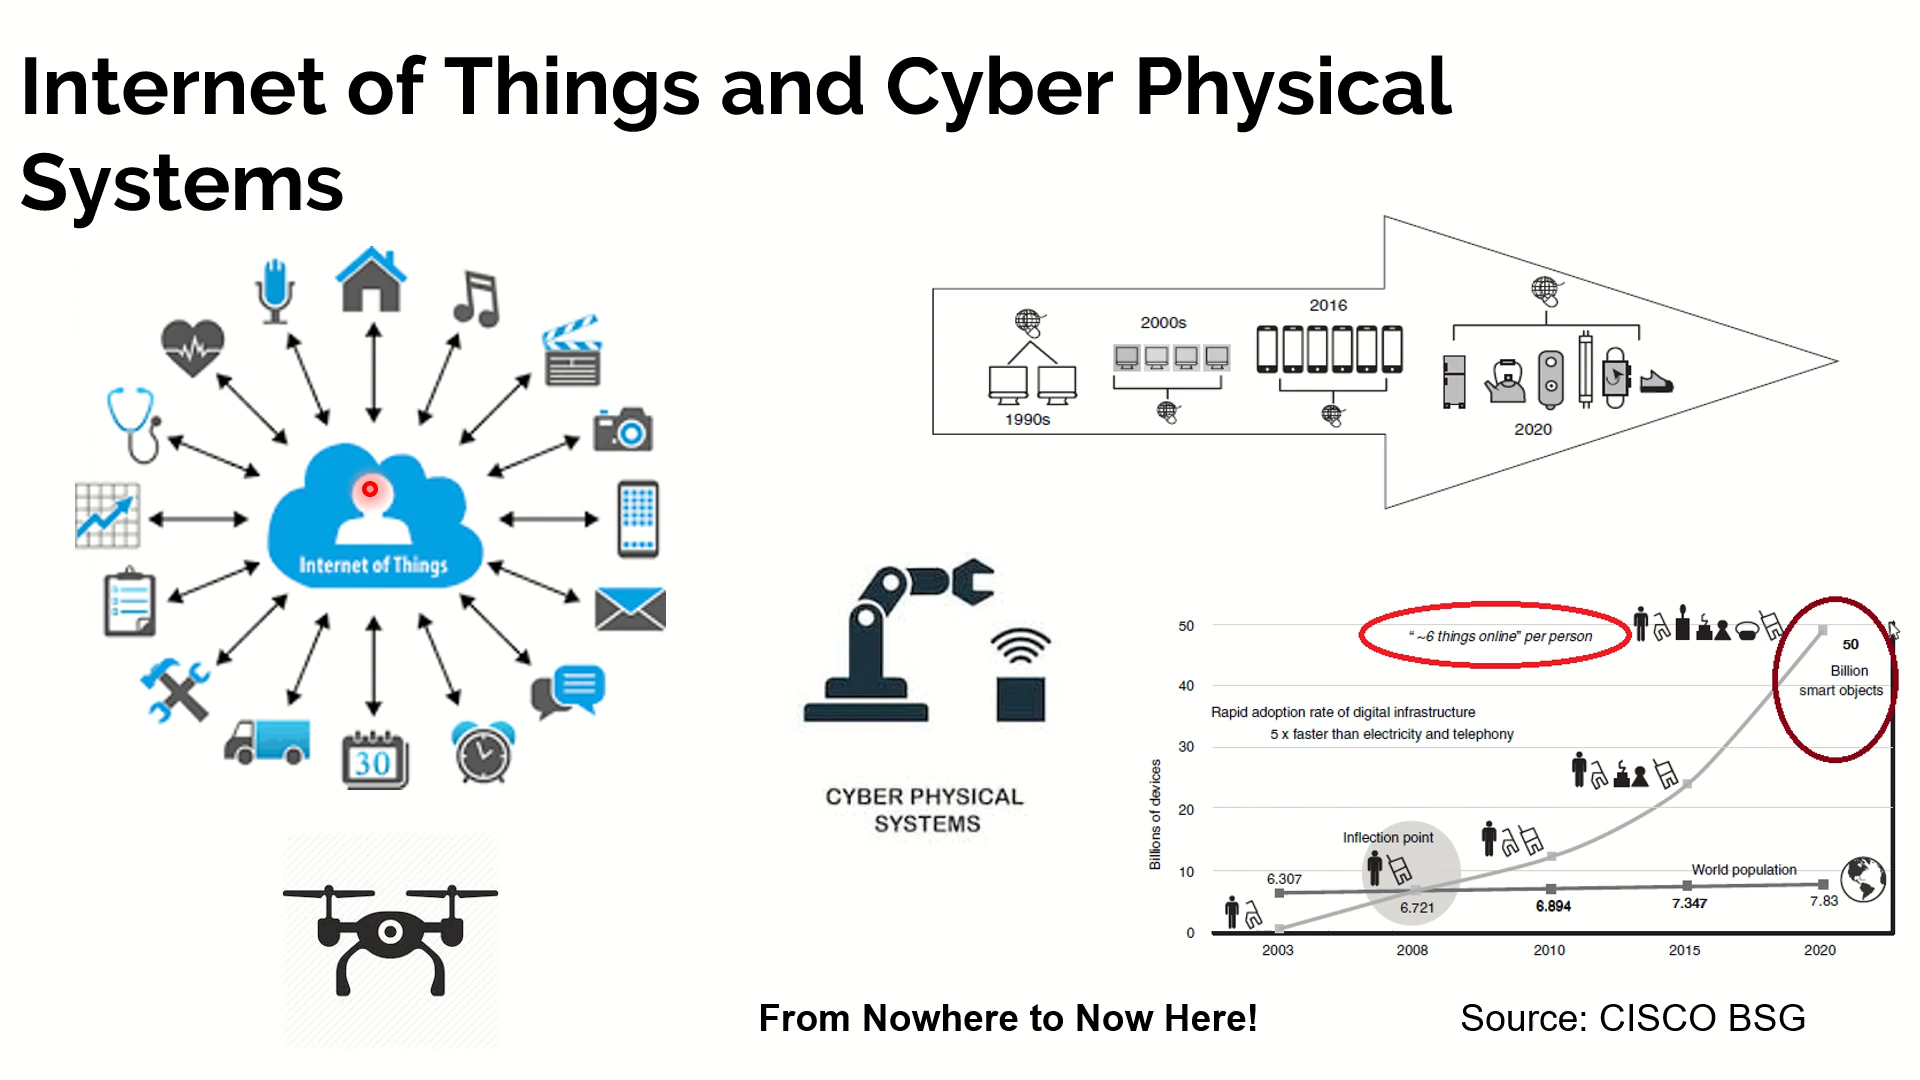 Internet of Things and Cyber Physical
Systems
Internet of Things
30
1990s
2000s
2016
2020
CYBER PHYSICAL
SYSTEMS
50
40
30
20
10
0
Billions of devices
"~6 things online" per person
50
Billion
smart objects
Rapid adoption rate of digital infrastructure
5 x faster than electricity and telephony
Inflection point
World population
6.307
6.721
6.894
7.347
7.83
2003
2008
2010
2015
2020
From Nowhere to Now Here!
Source: CISCO BSG